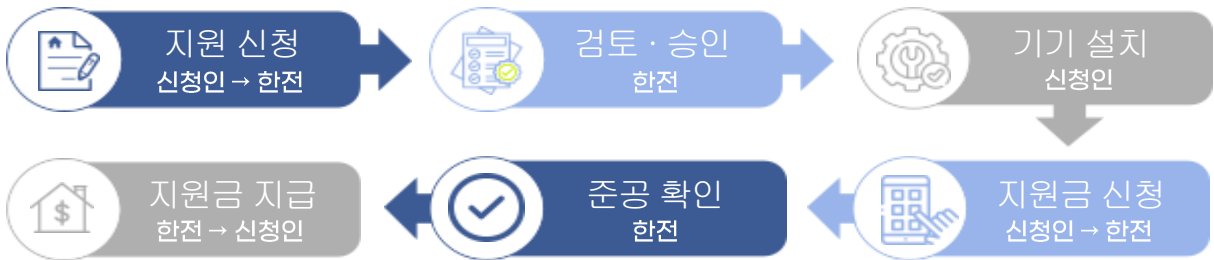 지원 신청
신청인 → 한전
검토 · 승인
한전
기기 설치
신청인
지원금 신청
신청인 → 한전
준공 확인
한전
지원금 지급
한전 → 신청인
$